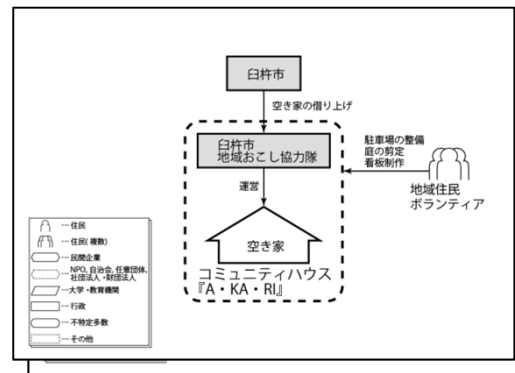 臼杵市
空き家の借り上げ
臼杵市
地域おこし協力隊
運営
空き家
コミュニティハウス
『A・KA・RI』
駐車場の整備
庭の剪定
看板制作
地域住民
ボランティア
…住民
…住民(複数)
…民間企業
…NPO,自治会,任意団体,
社団法人・財団法人
…大学・教育機関
…行政
…不特定多数
…その他